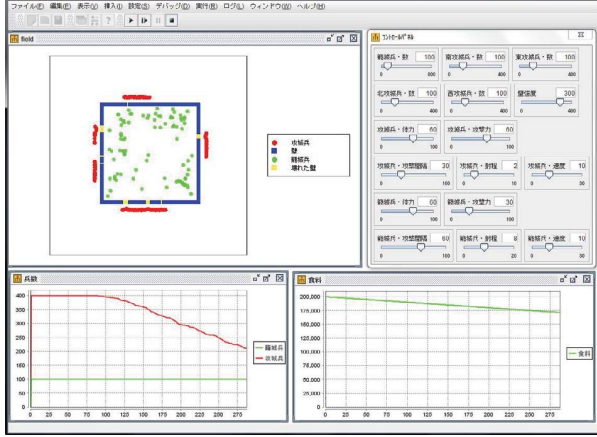 ファイル(F) 編集(E) 表示(V) 挿入(I) 設定(S) デバッグ(D) 実行(R) ログ(L) ウィンドウ(W) ヘルプ(H)
field
攻城兵
壁
籠城兵
壊れた壁
コントロールパネル
籠城兵・数 100 南攻城兵・数 100 東攻城兵・数 100
0 100 0 400 0 400
北攻城兵・数 100 西攻城兵・数 100 壁強度 300
0 400 0 400 0 400
攻城兵・体力 60 攻城兵・攻撃力 60
0 100 0 100
攻城兵・攻撃間隔 30 攻城兵・射程 2 攻城兵・速度 10
0 100 0 10 0 30
籠城兵・体力 60 籠城兵・攻撃力 30
0 100 0 100
籠城兵・攻撃間隔 60 籠城兵・射程 8 籠城兵・速度 10
0 100 0 20 0 30
兵数
400
350
300
250
200
150
100
50
0
0 25 50 75 100 125 150 175 200 225 250 275
籠城兵
攻城兵
食料
200,000
175,000
150,000
125,000
100,000
75,000
50,000
25,000
0
0 25 50 75 100 125 150 175 200 225 250 275
食料